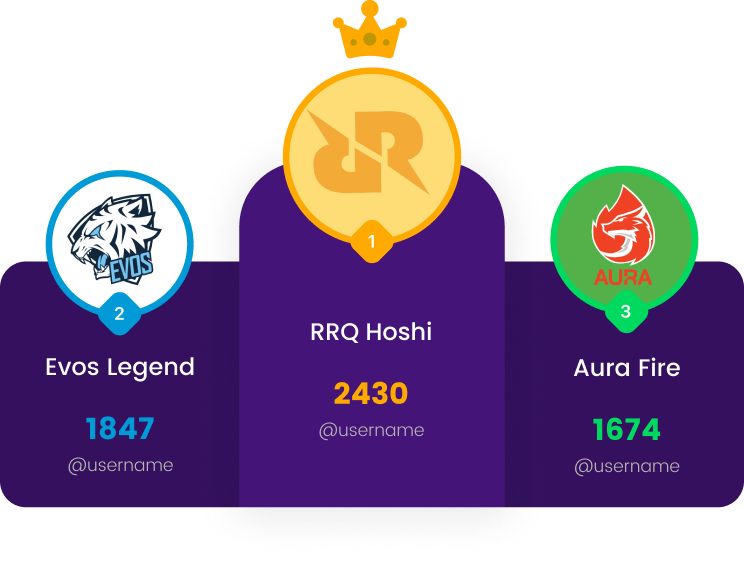 1
RRQ Hoshi
2430
@username
EVOS
2
Evos Legend
1847
@username
AURA
3
Aura Fire
1674
@username